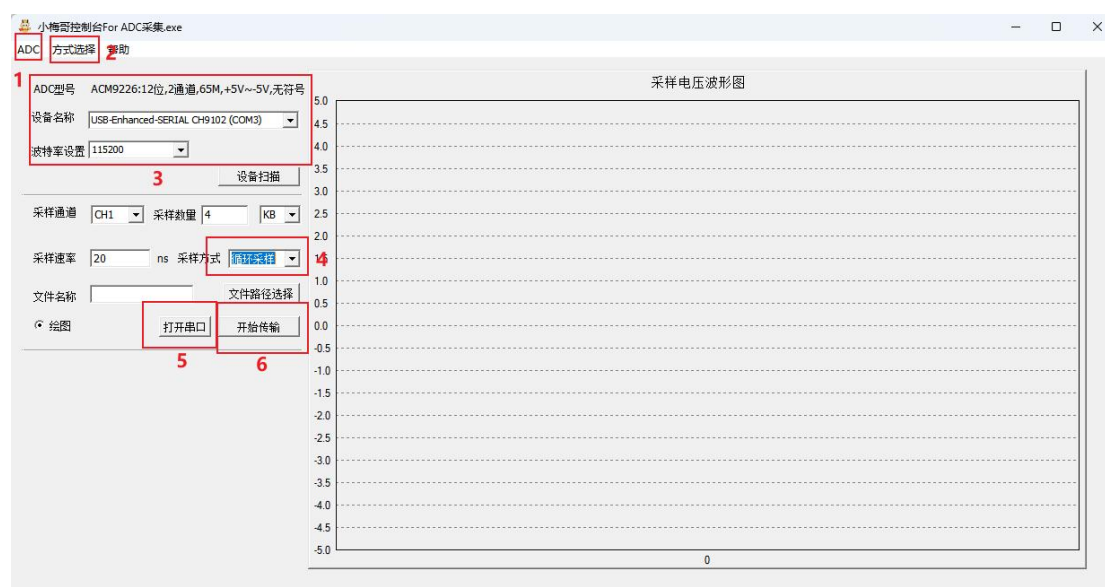 小梅哥控制台For ADC采集.exe
ADC 方式选择 帮助
1
2
ADC型号 ACM9226:12位,2通道,65M,+5V~-5V,无符号
设备名称 USB-Enhanced-SERIAL CH9102 (COM3)
波特率设置 115200
3
设备扫描
采样通道 CH1 采样数量 4 KB
采样速率 20 ns 采样方式 循环采样
4
文件名称 文件路径选择
绘图 打开串口 开始传输
5
6
采样电压波形图
5.0
4.5
4.0
3.5
3.0
2.5
2.0
1.5
1.0
0.5
0.0
-0.5
-1.0
-1.5
-2.0
-2.5
-3.0
-3.5
-4.0
-4.5
-5.0
0